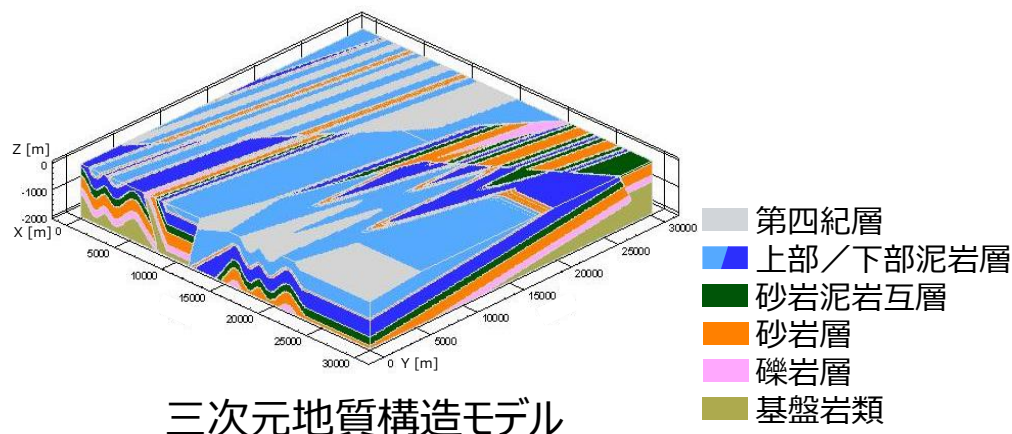 Z [m]
0
-1000
-2000
X [m] 0
5000
10000
15000
20000
25000
30000
0 Y [m]
5000
10000
15000
20000
25000
30000
第四紀層
上部／下部泥岩層
砂岩泥岩互層
砂岩層
礫岩層
基盤岩類
三次元地質構造モデル